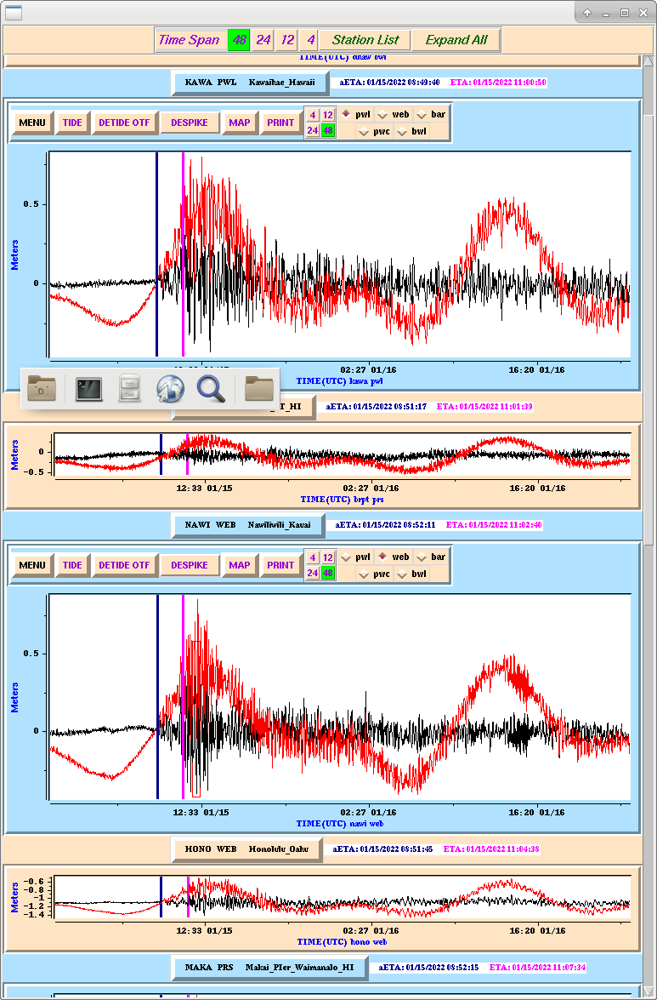 Time Span 48 24 12 4 Station List Expand All
TIME(UTC) dhaw bwl
KAWA PWL Kawaihae_Hawaii aETA: 01/15/2022 08:49:40 ETA: 01/15/2022 11:00:50
MENU TIDE DETIDE OTF DESPIKE MAP PRINT 4 12 pwl web bar
24 48 pwc bwl
0.5
Meters
0
02:27 01/16 16:20 01/16
TIME(UTC) kawa pwl
T_HI aETA: 01/15/2022 08:51:17 ETA: 01/15/2022 11:01:39
Meters
0
-0.5
12:33 01/15 02:27 01/16 16:20 01/16
TIME(UTC) brpt prs
NAWI WEB Nawiliwili_Kauai aETA: 01/15/2022 08:52:11 ETA: 01/15/2022 11:02:40
MENU TIDE DETIDE OTF DESPIKE MAP PRINT 4 12 pwl web bar
24 48 pwc bwl
0.5
Meters
0
12:33 01/15 02:27 01/16 16:20 01/16
TIME(UTC) nawi web
HONO WEB Honolulu_Oahu aETA: 01/15/2022 08:51:45 ETA: 01/15/2022 11:04:38
Meters
-0.6
-0.8
-1
-1.2
-1.4
12:33 01/15 02:27 01/16 16:20 01/16
TIME(UTC) hono web
MAKA PRS Makai_PIer_Waimanalo_HI aETA: 01/15/2022 08:52:15 ETA: 01/15/2022 11:07:34